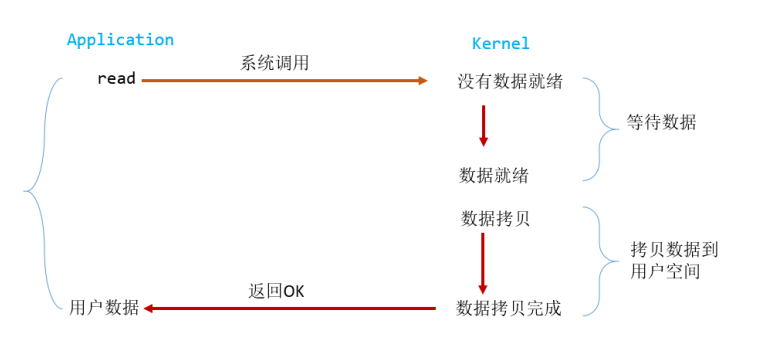 Application
Kernel
系统调用
read
没有数据就绪
等待数据
数据就绪
数据拷贝
拷贝数据到
用户空间
返回OK
用户数据
数据拷贝完成